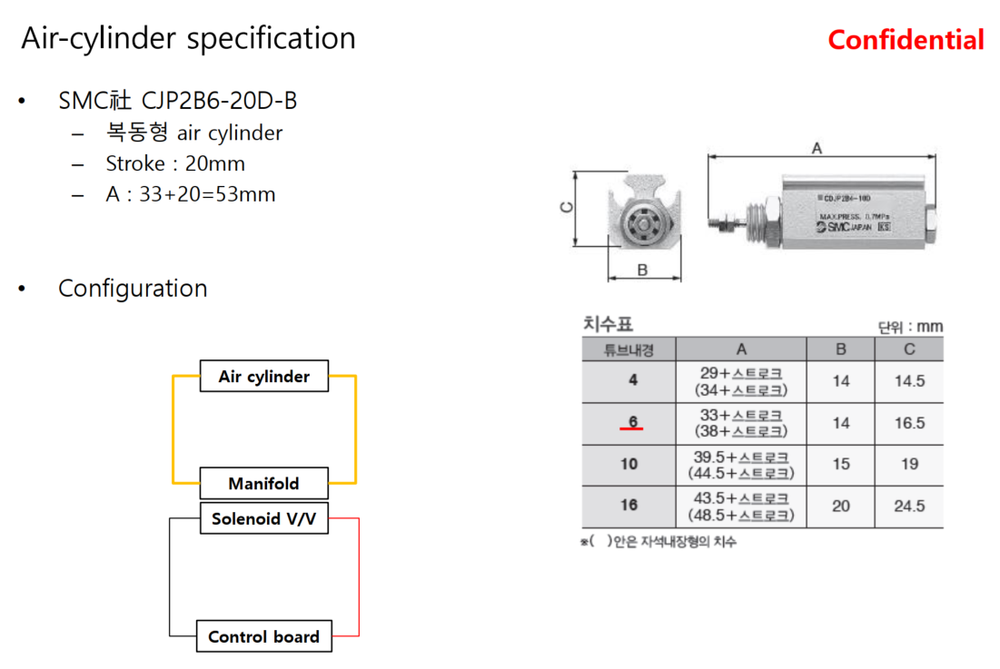 Air-cylinder specification
Confidential
• SMC社 CJP2B6-20D-B
– 복동형 air cylinder
– Stroke : 20mm
– A : 33+20=53mm
• Configuration
Air cylinder
Manifold
Solenoid V/V
Control board
A
C
B
CDJP2B4-10D
MAX.PRESS. 0.7MPa
SMC JAPAN KS
치수표
단위 : mm
튜브내경 A B C
4 29+스트로크 (34+스트로크) 14 14.5
6 33+스트로크 (38+스트로크) 14 16.5
10 39.5+스트로크 (44.5+스트로크) 15 19
16 43.5+스트로크 (48.5+스트로크) 20 24.5
※( )안은 자석내장형의 치수